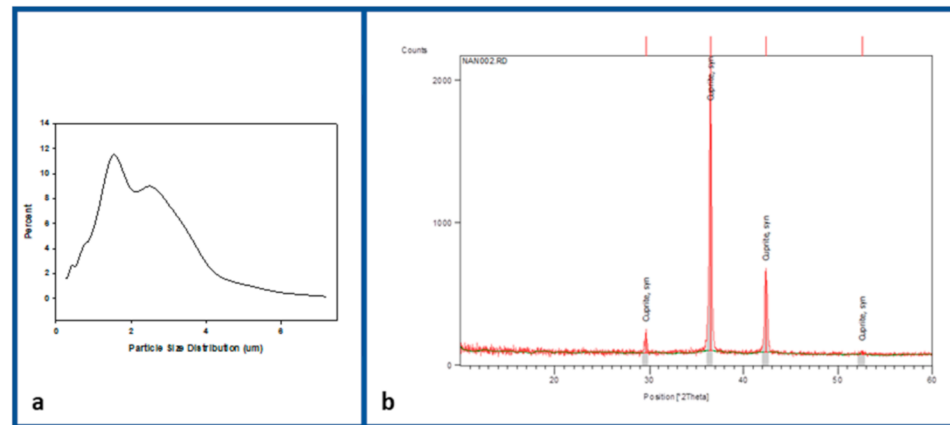 14
12
10
8
6
4
2
0
Percent
0 2 4 6
Particle Size Distribution (um)
a
Counts
NAN002.RD
2000
1000
0
Cuprite, syn
Cuprite, syn
Cuprite, syn
Cuprite, syn
20 30 40 50 60
Position [°2Theta]
b